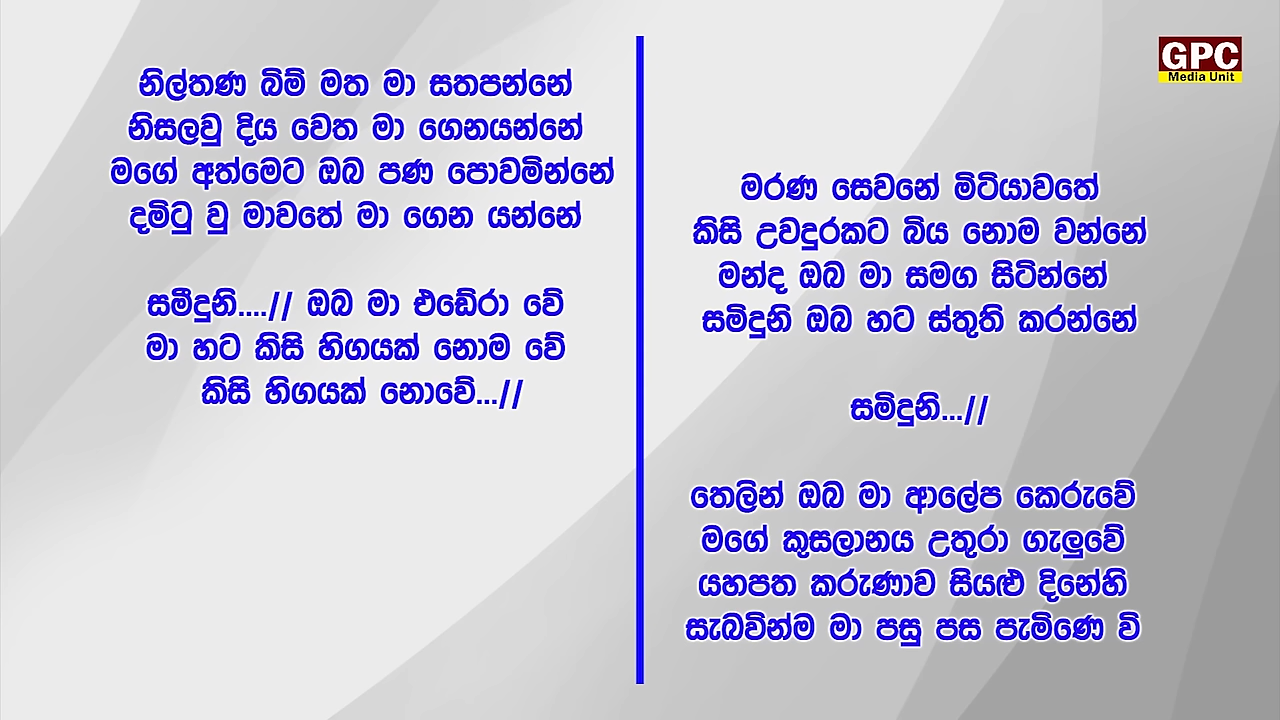 GPC
Media Unit
නිල්තණ බිම් මත මා සතපන්නේ
නිසලවු දිය වෙත මා ගෙනයන්නේ
මගේ අත්මෙට ඔබ පණ පොවමින්නේ
දමිටු වු මාවතේ මා ගෙන යන්නේ
සමීදුනි....// ඔබ මා එඩේරා වේ
මා හට කිසි හිගයක් නොම වේ
කිසි හිගයක් නොවේ...//
මරණ සෙවනේ මිටියාවතේ
කිසි උවදුරකට බිය නොම වන්නේ
මන්ද ඔබ මා සමග සිටින්නේ
සමිදුනි ඔබ හට ස්තුති කරන්නේ
සමිදුනි...//
තෙලින් ඔබ මා ආලේප කෙරුවේ
මගේ කුසලානය උතුරා ගැලුවේ
යහපත කරුණාව සියළු දිනේහි
සැබවින්ම මා පසු පස පැමිණෙ වි